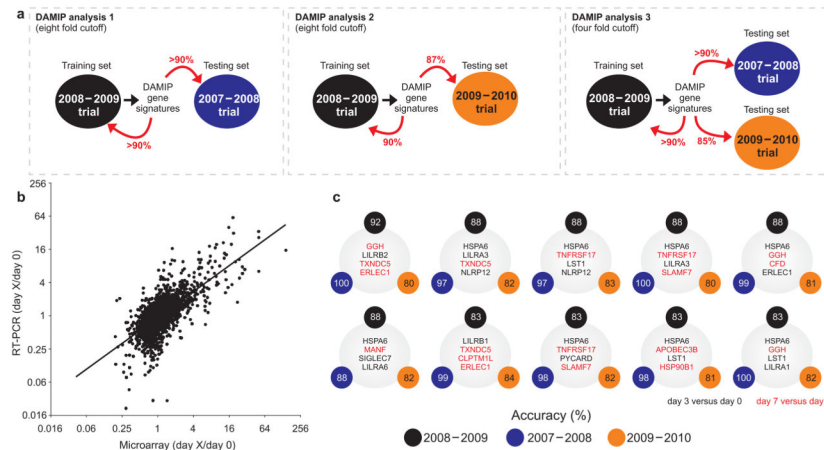 a
DAMIP analysis 1
(eight fold cutoff)
Training set
2008–2009
trial
DAMIP
gene
signatures
Testing set
2007–2008
trial
>90%
>90%
DAMIP analysis 2
(eight fold cutoff)
Training set
2008–2009
trial
DAMIP
gene
signatures
Testing set
2009–2010
trial
87%
90%
DAMIP analysis 3
(four fold cutoff)
Training set
2008–2009
trial
DAMIP
gene
signatures
Testing set
2007–2008
trial
Testing set
2009–2010
trial
>90%
>90%
85%
b
RT-PCR (day X/day 0)
256
64
16
4
1
0.25
0.06
0.016
0.016 0.06 0.25 1 4 16 64 256
Microarray (day X/day 0)
c
92
GGH
LILRB2
TXNDC5
ERLEC1
100
80
88
HSPA6
LILRA3
TXNDC5
NLRP12
97
82
88
HSPA6
TNFRSF17
LST1
NLRP12
97
83
88
HSPA6
TNFRSF17
LILRA3
SLAMF7
100
80
88
HSPA6
GGH
CFD
ERLEC1
99
81
88
HSPA6
MANF
SIGLEC7
LILRA6
88
82
83
LILRB1
TXNDC5
CLPTM1L
ERLEC1
99
84
83
HSPA6
TNFRSF17
PYCARD
SLAMF7
98
82
83
HSPA6
APOBEC3B
LST1
HSP90B1
98
81
83
HSPA6
GGH
LST1
LILRA1
100
82
day 3 versus day 0
day 7 versus day
Accuracy (%)
2008–2009
2007–2008
2009–2010